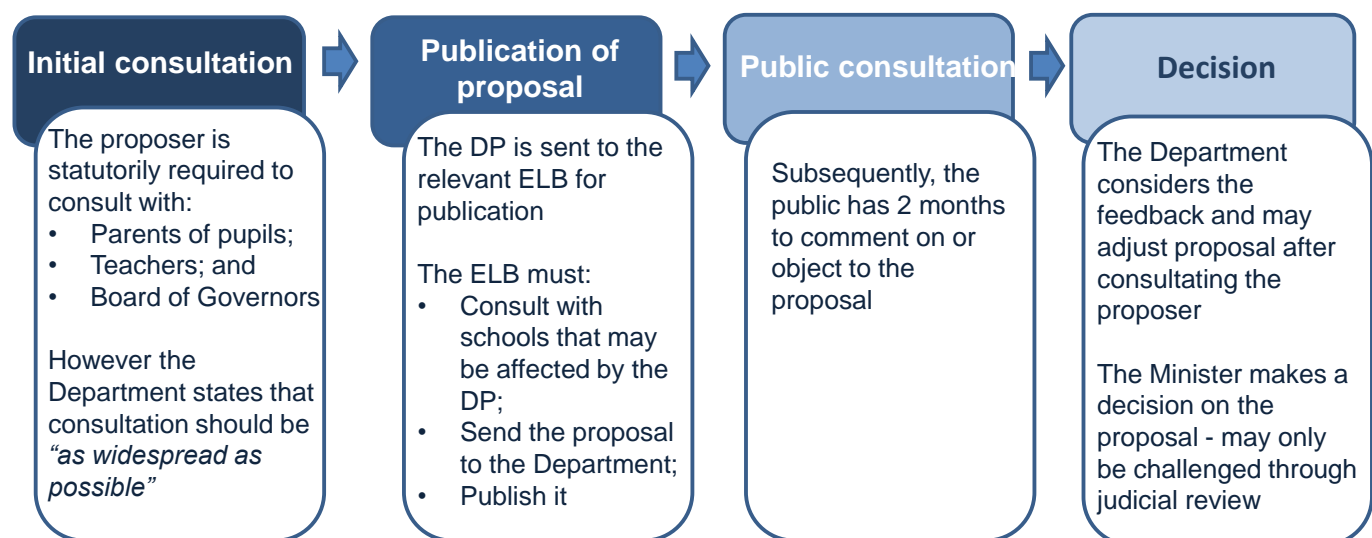 Initial consultation
The proposer is
statutorily required to
consult with:
• Parents of pupils;
• Teachers; and
• Board of Governors
However the
Department states that
consultation should be
“as widespread as
possible”
Publication of
proposal
The DP is sent to the
relevant ELB for
publication
The ELB must:
• Consult with
schools that may
be affected by the
DP;
• Send the proposal
to the Department;
• Publish it
Public consultation
Subsequently, the
public has 2 months
to comment on or
object to the
proposal
Decision
The Department
considers the
feedback and may
adjust proposal after
consultating the
proposer
The Minister makes a
decision on the
proposal - may only
be challenged through
judicial review